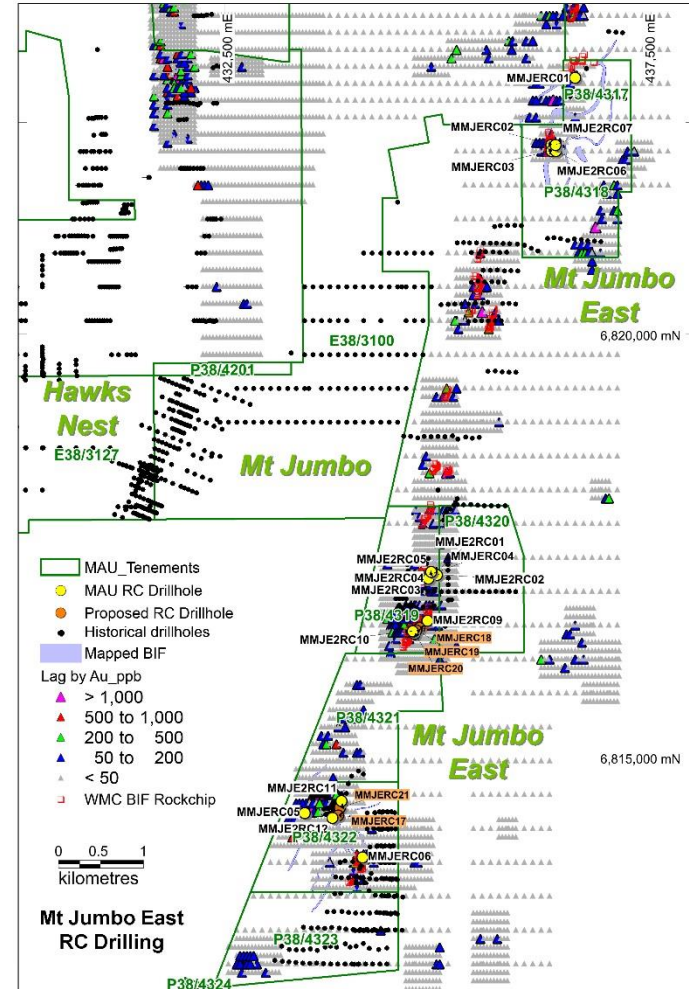 432,500 mE
437,500 mE
MMJERC01
P38/4317
MMJERC02
MMJE2RC07
MMJERC03
MMJE2RC06
P38/4318
Mt Jumbo
East
6,820,000 mN
E38/3100
P38/4201
Hawks
Nest
E38/3127
Mt Jumbo
P38/4320
MMJE2RC01
MMJE2RC05
MMJERC04
MMJE2RC04
MMJE2RC02
MMJE2RC03
P38/4319
MMJE2RC09
MMJE2RC10
MMJERC18
MMJERC19
MMJERC20
P38/4321
Mt Jumbo
East
6,815,000 mN
MMJE2RC11
MMJERC21
MMJERC05
MMJERC17
MMJE2RC12
P38/4322
MMJERC06
P38/4323
P38/4324
MAU_Tenements
MAU RC Drillhole
Proposed RC Drillhole
Historical drillholes
Mapped BIF
Lag by Au_ppb
> 1,000
500 to 1,000
200 to 500
50 to 200
< 50
WMC BIF Rockchip
0 0.5 1
kilometres
Mt Jumbo East
RC Drilling